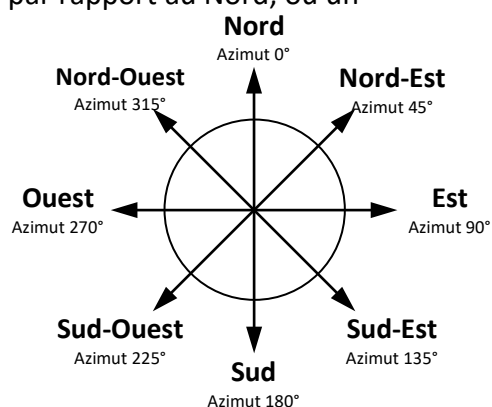 par rapport au Nord, ou un
Nord
Azimut 0°
Nord-Ouest
Azimut 315°
Nord-Est
Azimut 45°
Ouest
Azimut 270°
Est
Azimut 90°
Sud-Ouest
Azimut 225°
Sud-Est
Azimut 135°
Sud
Azimut 180°